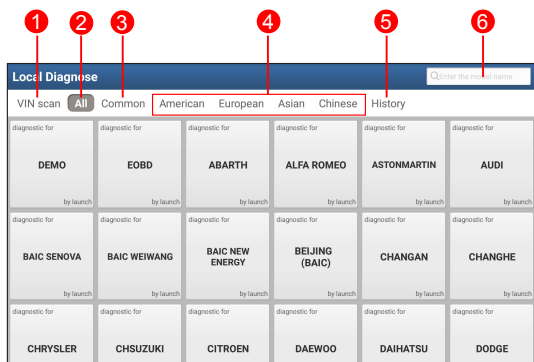 1 2 3 4 5 6
Local Diagnose Enter the model name
VIN scan All Common American European Asian Chinese History
diagnostic for diagnostic for diagnostic for diagnostic for diagnostic for diagnostic for
DEMO EOBD ABARTH ALFA ROMEO ASTONMARTIN AUDI
by launch by launch by launch by launch by launch by launch
diagnostic for diagnostic for diagnostic for diagnostic for diagnostic for diagnostic for
BAIC SENOVA BAIC WEIWANG BAIC NEW ENERGY BEIJING (BAIC) CHANGAN CHANGHE
by launch by launch by launch by launch by launch by launch
diagnostic for diagnostic for diagnostic for diagnostic for diagnostic for diagnostic for
CHRYSLER CHSUZUKI CITROEN DAEWOO DAIHATSU DODGE